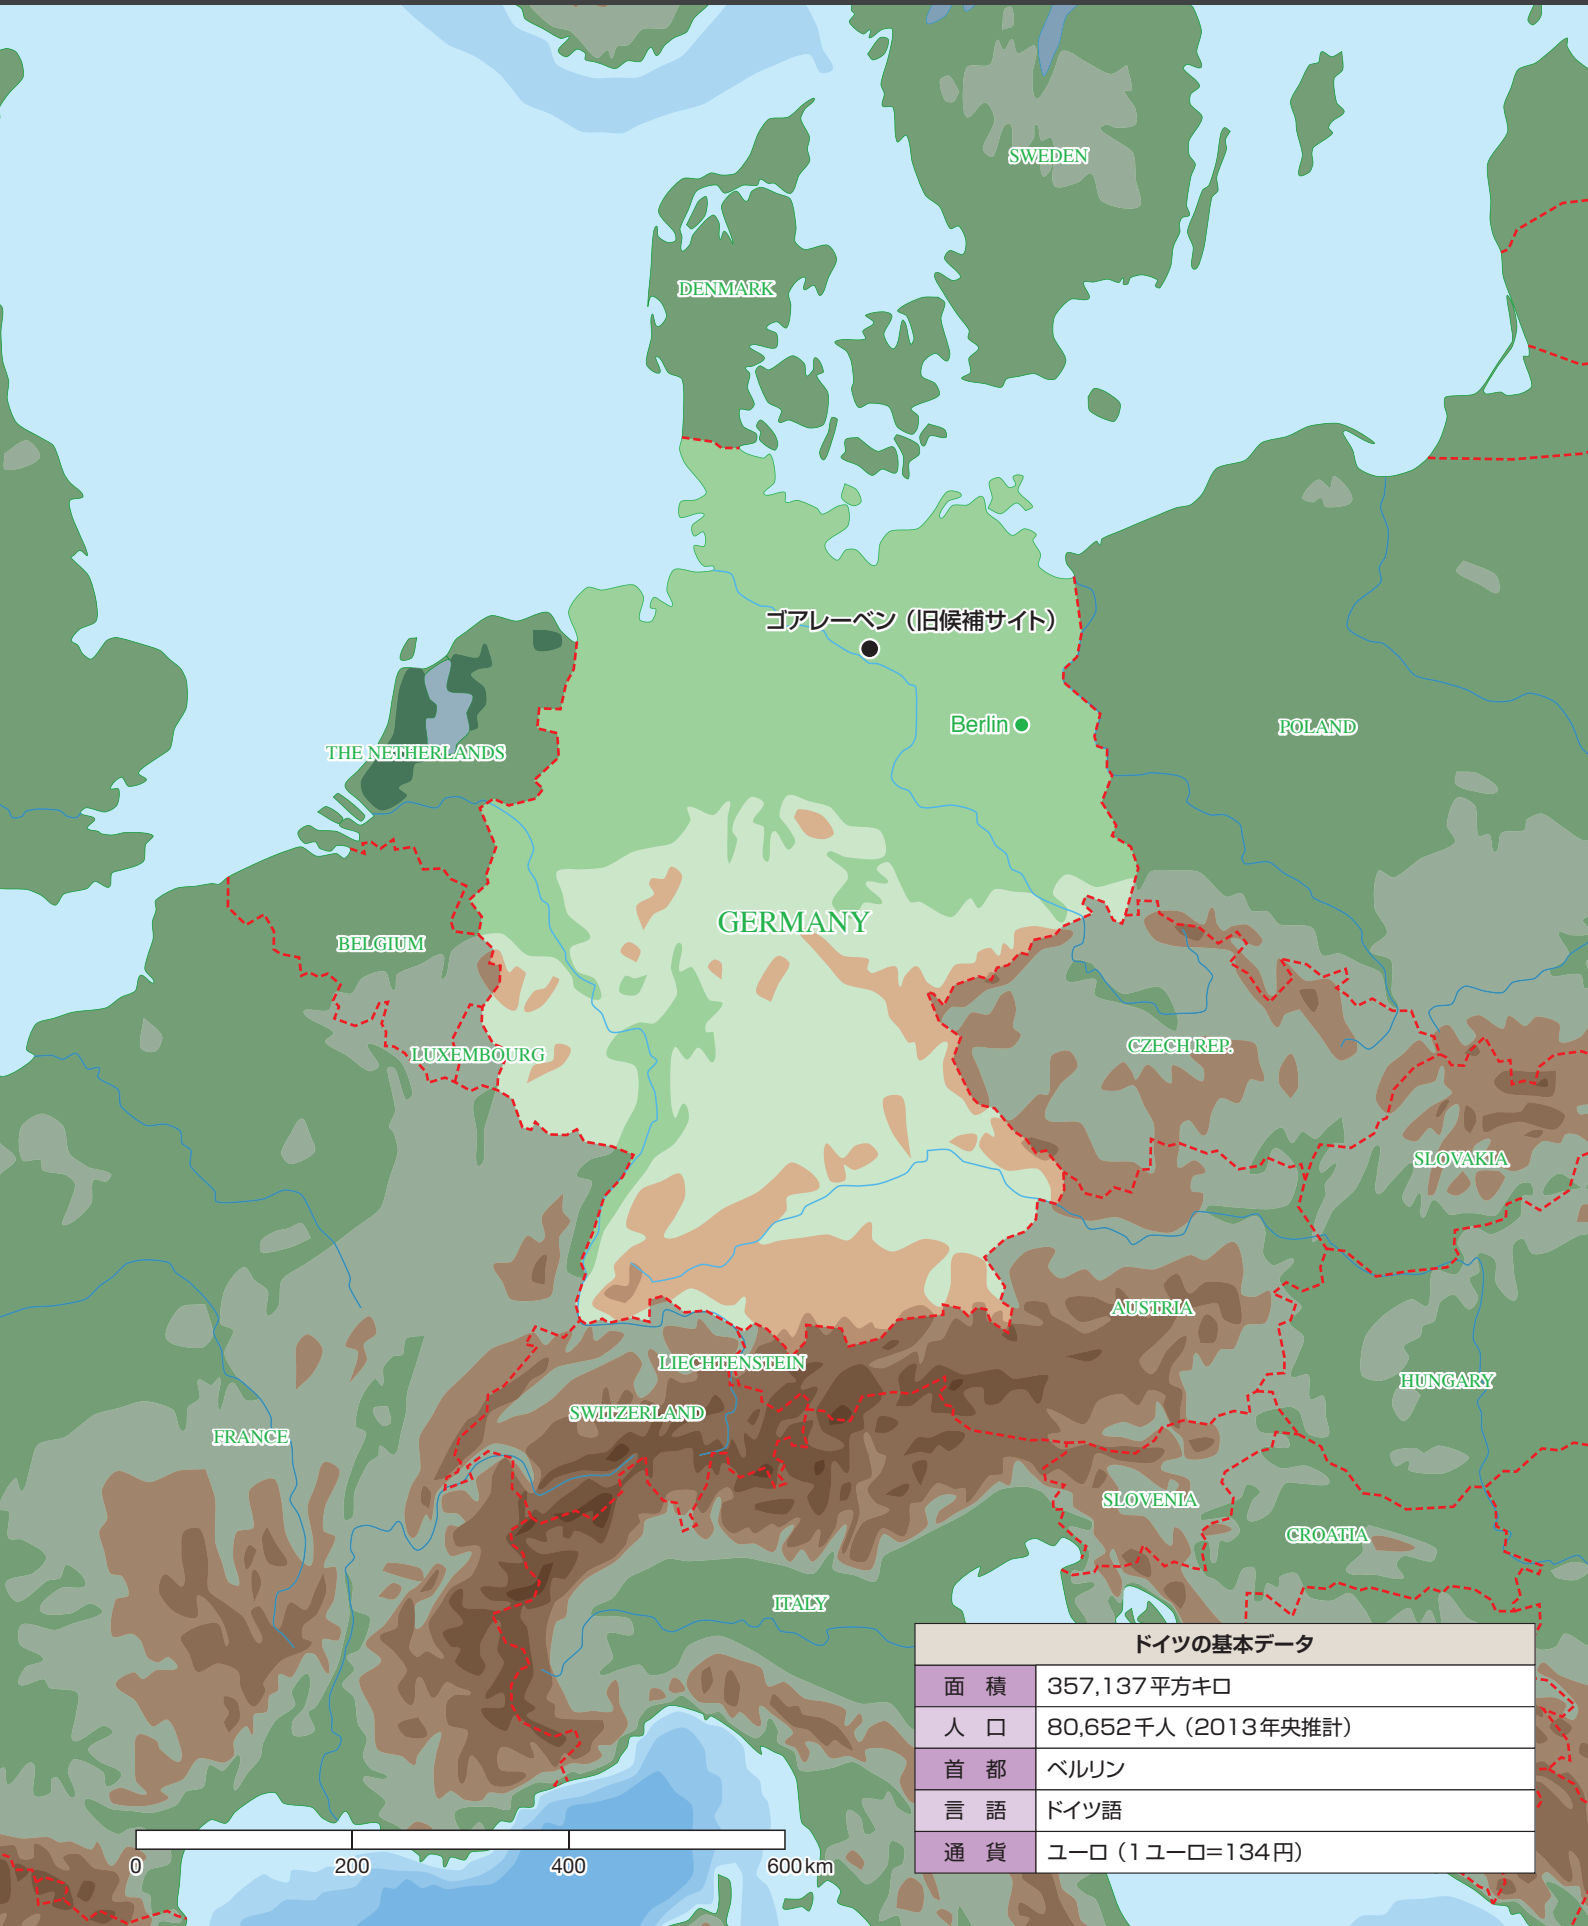 SWEDEN
DENMARK
ゴアレーベン（旧候補サイト）
Berlin
POLAND
THE NETHERLANDS
GERMANY
BELGIUM
CZECH REP.
LUXEMBOURG
SLOVAKIA
AUSTRIA
LIECHTENSTEIN
HUNGARY
SWITZERLAND
FRANCE
SLOVENIA
CROATIA
ITALY
ドイツの基本データ
面　積 357,137平方キロ
人　口 80,652千人（2013年央推計）
首　都 ベルリン
言　語 ドイツ語
通　貨 ユーロ（1ユーロ=134円）
0 200 400 600km